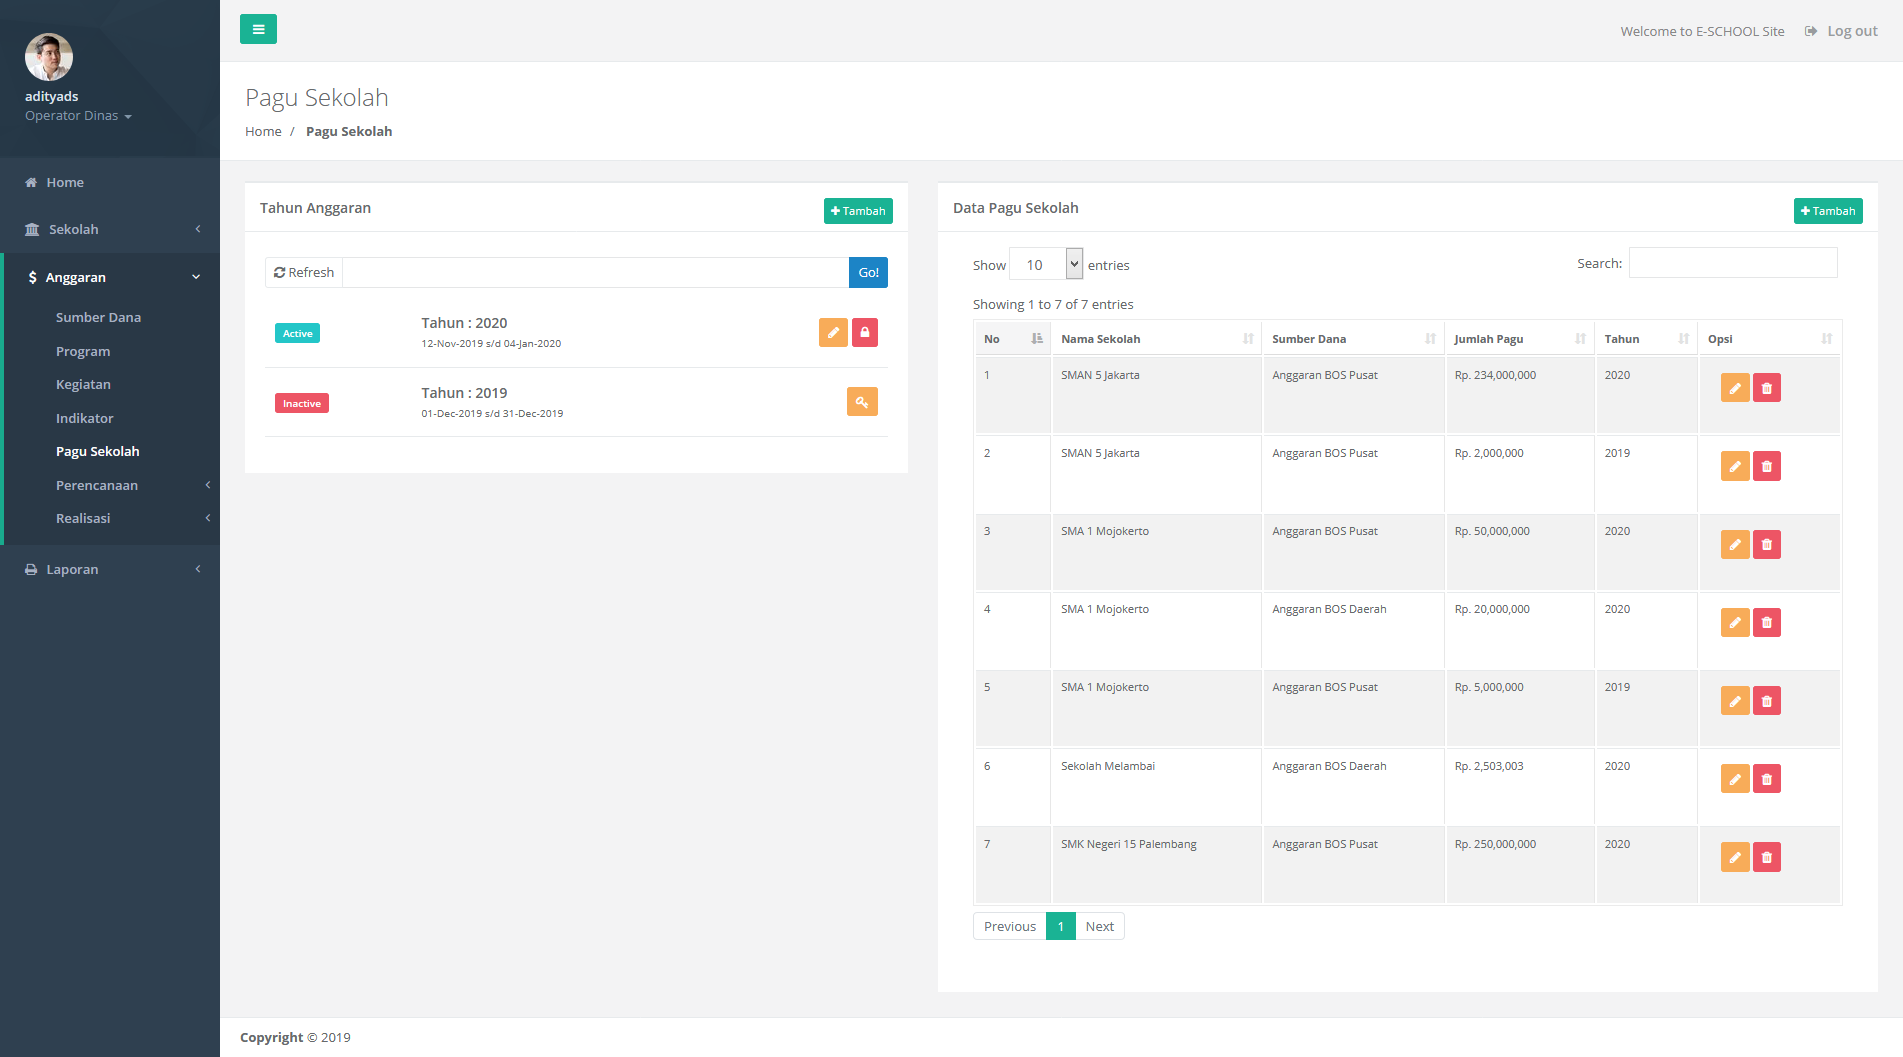 adityads
Operator Dinas
Home
Sekolah
Anggaran
Sumber Dana
Program
Kegiatan
Indikator
Pagu Sekolah
Perencanaan
Realisasi
Laporan
Welcome to E-SCHOOL Site
Log out
Pagu Sekolah
Home / Pagu Sekolah
Tahun Anggaran
Tambah
Refresh
Go!
Active
Tahun : 2020
12-Nov-2019 s/d 04-Jan-2020
Inactive
Tahun : 2019
01-Dec-2019 s/d 31-Dec-2019
Data Pagu Sekolah
Tambah
Show 10 entries
Search:
Showing 1 to 7 of 7 entries
No Nama Sekolah Sumber Dana Jumlah Pagu Tahun Opsi
1 SMAN 5 Jakarta Anggaran BOS Pusat Rp. 234,000,000 2020
2 SMAN 5 Jakarta Anggaran BOS Pusat Rp. 2,000,000 2019
3 SMA 1 Mojokerto Anggaran BOS Pusat Rp. 50,000,000 2020
4 SMA 1 Mojokerto Anggaran BOS Daerah Rp. 20,000,000 2020
5 SMA 1 Mojokerto Anggaran BOS Pusat Rp. 5,000,000 2019
6 Sekolah Melambai Anggaran BOS Daerah Rp. 2,503,003 2020
7 SMK Negeri 15 Palembang Anggaran BOS Pusat Rp. 250,000,000 2020
Previous 1 Next
Copyright © 2019